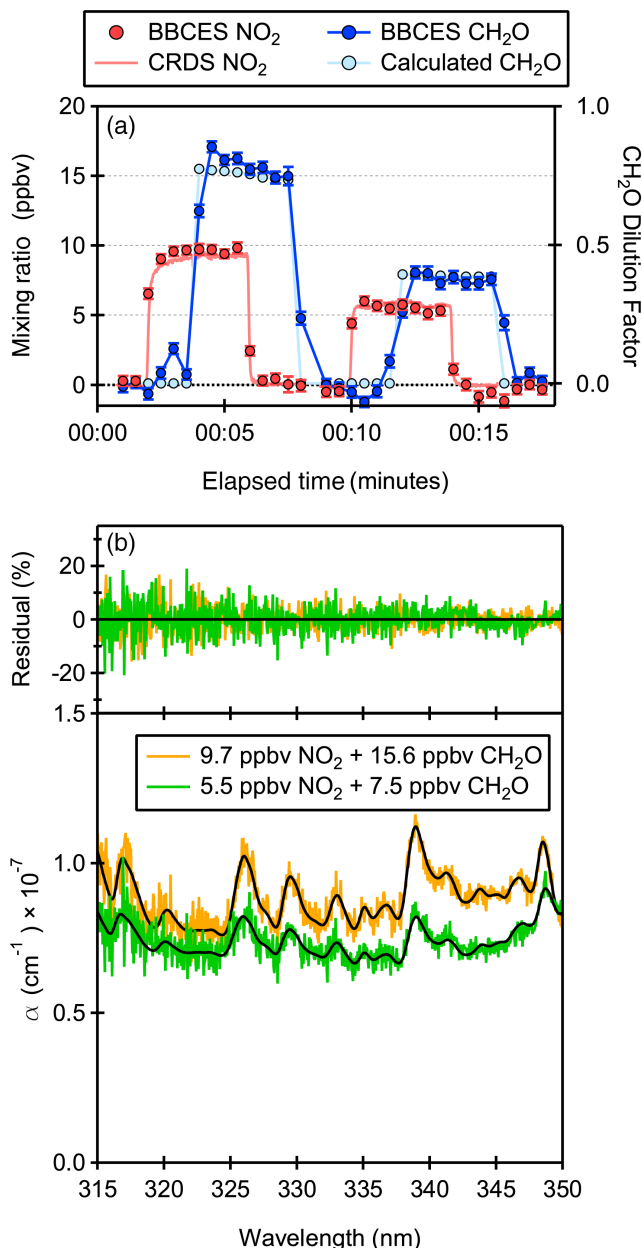 BBCES NO₂ BBCES CH₂O
CRDS NO₂ Calculated CH₂O
(a)
Mixing ratio (ppbv)
20
15
10
5
0
1.0
0.5
0.0
CH₂O Dilution Factor
00:00 00:05 00:10 00:15
Elapsed time (minutes)
(b)
Residual (%)
20
0
-20
9.7 ppbv NO₂ + 15.6 ppbv CH₂O
5.5 ppbv NO₂ + 7.5 ppbv CH₂O
α (cm⁻¹) × 10⁻⁷
1.5
1.0
0.5
0.0
315 320 325 330 335 340 345 350
Wavelength (nm)